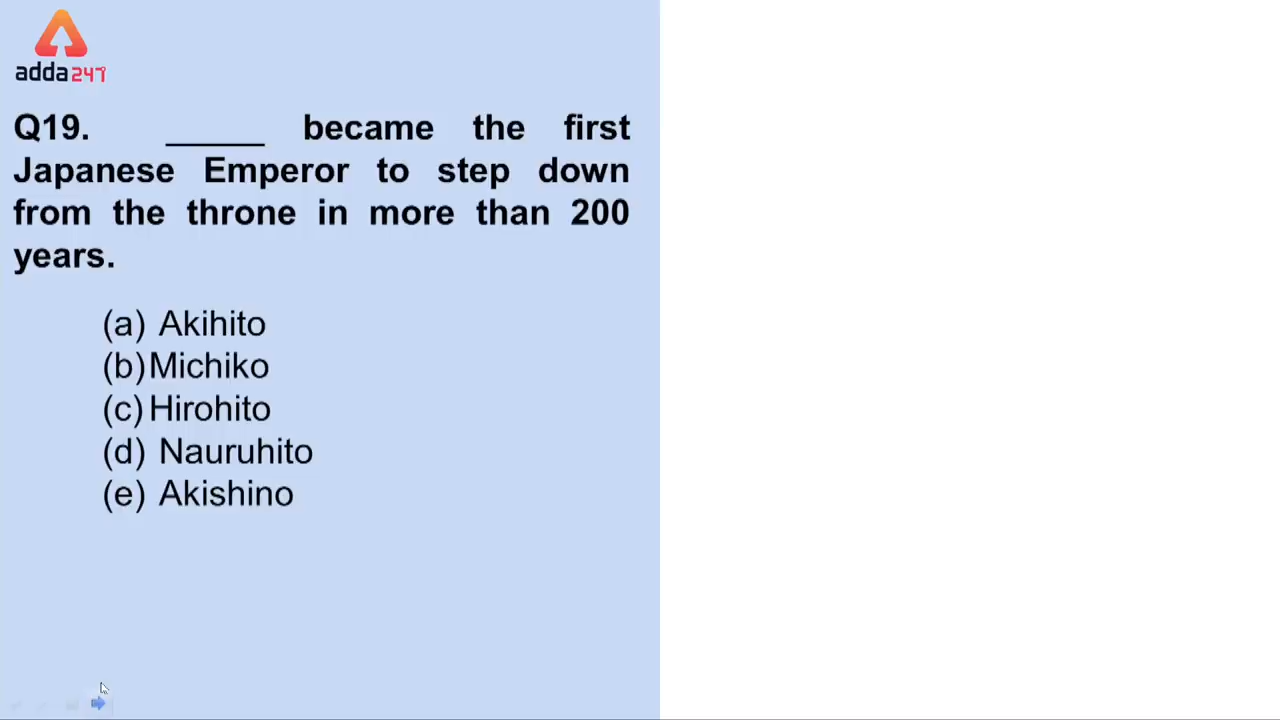 adda247
Q19. _____ became the first
Japanese Emperor to step down
from the throne in more than 200
years.
(a) Akihito
(b) Michiko
(c) Hirohito
(d) Nauruhito
(e) Akishino